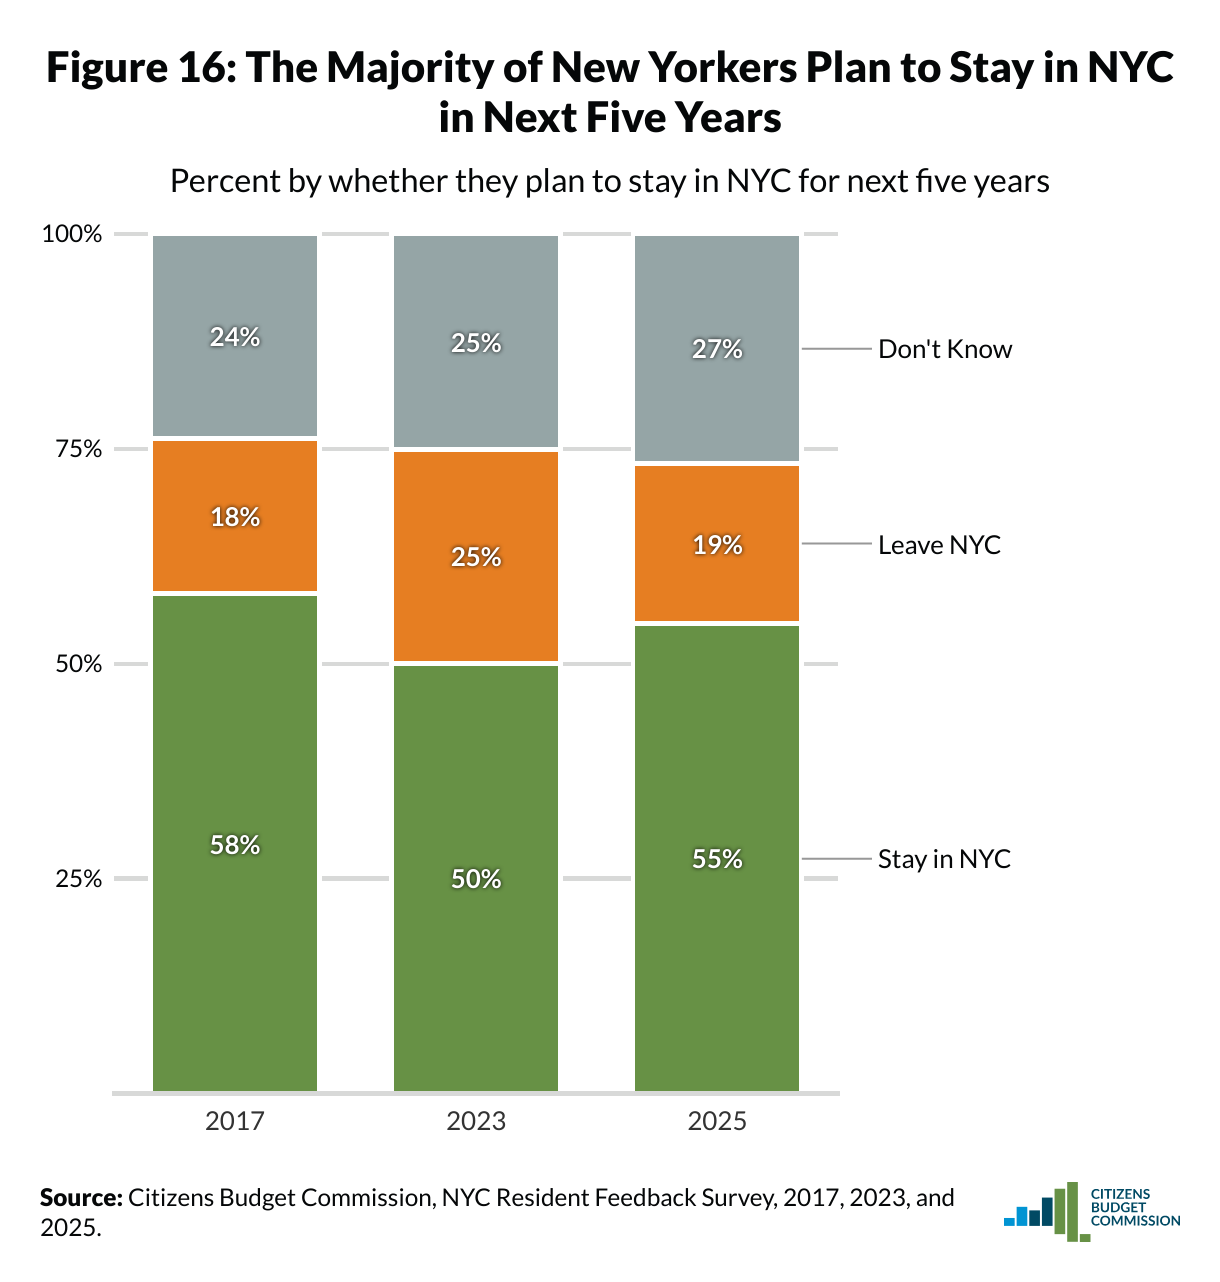 Figure 16: The Majority of New Yorkers Plan to Stay in NYC
in Next Five Years
Percent by whether they plan to stay in NYC for next five years
100%
24%
25%
27%
Don't Know
75%
18%
25%
19%
Leave NYC
50%
58%
50%
55%
Stay in NYC
25%
2017
2023
2025
Source: Citizens Budget Commission, NYC Resident Feedback Survey, 2017, 2023, and
2025.
CITIZENS
BUDGET
COMMISSION